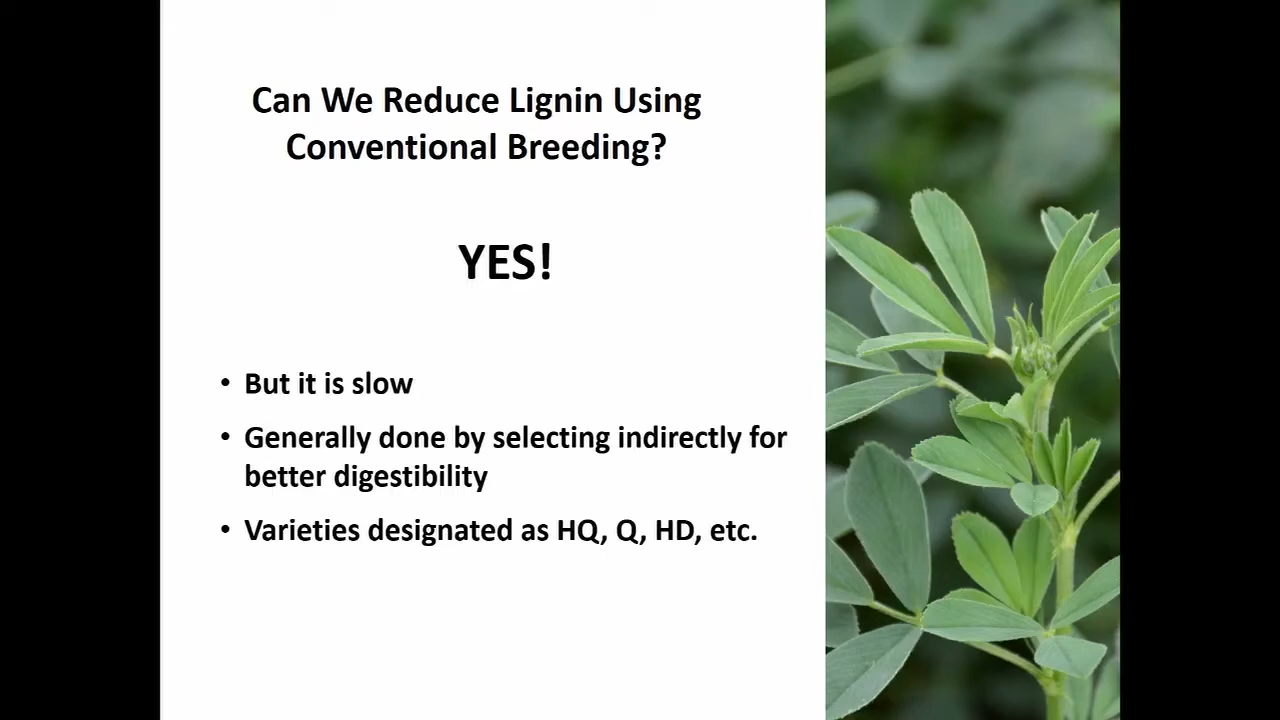 Can We Reduce Lignin Using
Conventional Breeding?
YES!
• But it is slow
• Generally done by selecting indirectly for
better digestibility
• Varieties designated as HQ, Q, HD, etc.